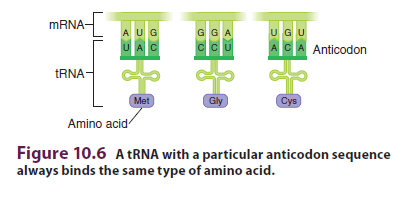 mRNA
A U G G G A U G U
U A C C C U A C A Anticodon
tRNA
Met Gly Cys
Amino acid
Figure 10.6 A tRNA with a particular anticodon sequence
always binds the same type of amino acid.